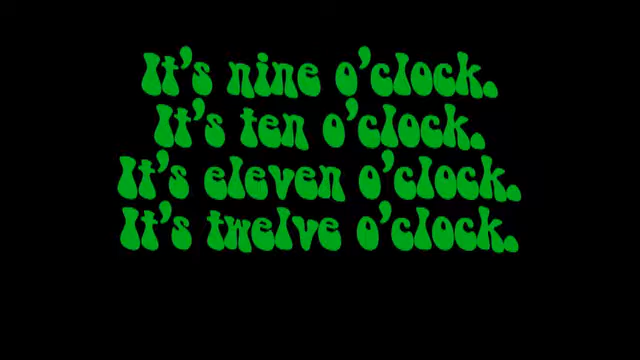 It's nine o'clock.
It's ten o'clock.
It's eleven o'clock.
It's twelve o'clock.